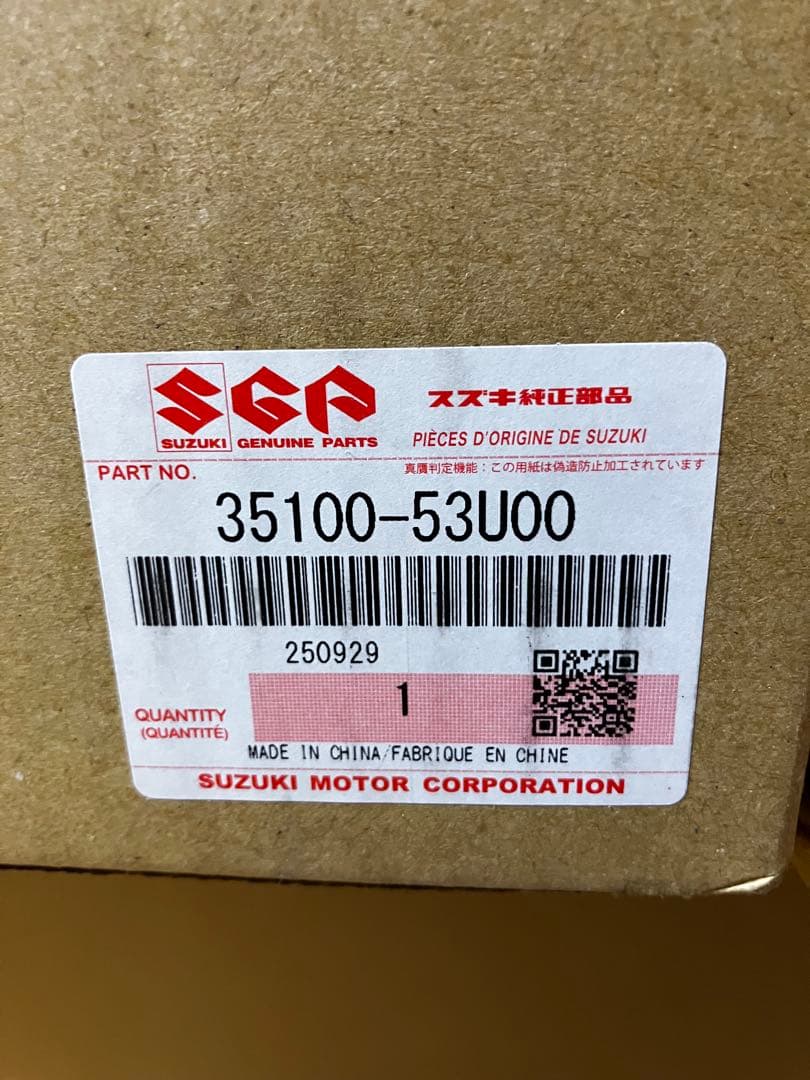 SGP スズキ純正部品
SUZUKI GENUINE PARTS PIÈCES D'ORIGINE DE SUZUKI
PART NO. 真贋判定機能：この用紙は偽造防止加工されています
35100-53U00
250929
QUANTITY 1
(QUANTITÉ)
MADE IN CHINA/FABRIQUE EN CHINE
SUZUKI MOTOR CORPORATION